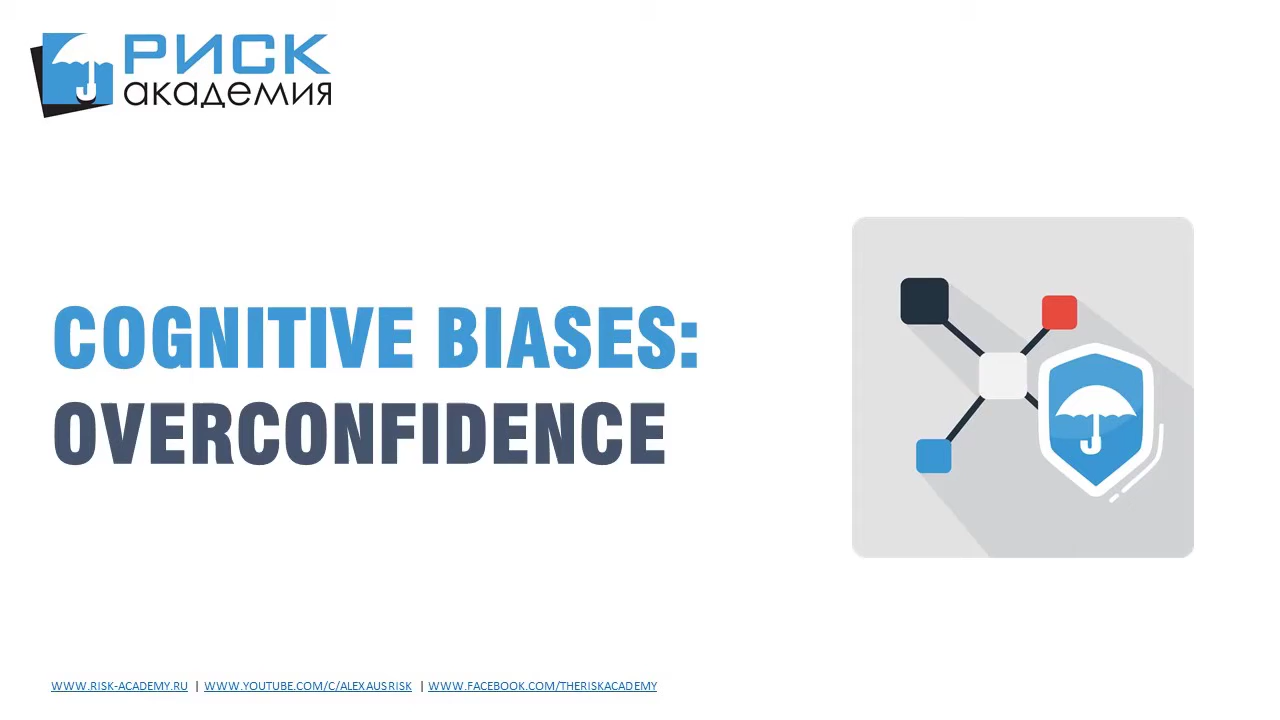 РИСК
академия
COGNITIVE BIASES:
OVERCONFIDENCE
WWW.RISK-ACADEMY.RU | WWW.YOUTUBE.COM/C/ALEXAUSRISK | WWW.FACEBOOK.COM/THERISKACADEMY